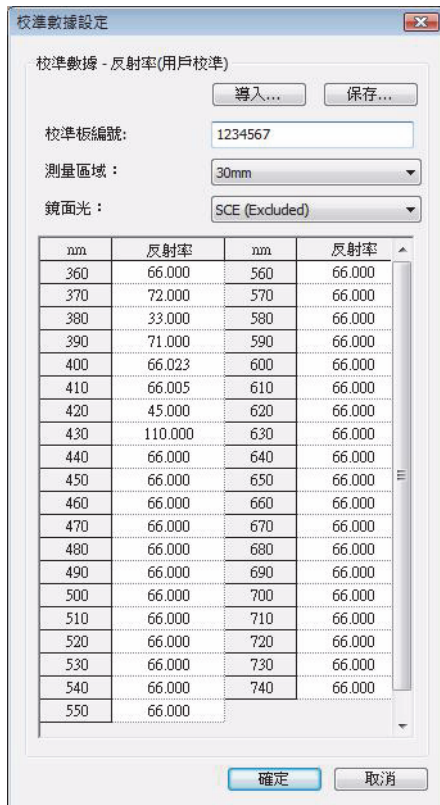 校準數據設定
校準數據 - 反射率(用戶校準)
導入... 保存...
校準板編號: 1234567
測量區域： 30mm
鏡面光： SCE (Excluded)
nm 反射率 nm 反射率
360 66.000 560 66.000
370 72.000 570 66.000
380 33.000 580 66.000
390 71.000 590 66.000
400 66.023 600 66.000
410 66.005 610 66.000
420 45.000 620 66.000
430 110.000 630 66.000
440 66.000 640 66.000
450 66.000 650 66.000
460 66.000 660 66.000
470 66.000 670 66.000
480 66.000 680 66.000
490 66.000 690 66.000
500 66.000 700 66.000
510 66.000 710 66.000
520 66.000 720 66.000
530 66.000 730 66.000
540 66.000 740 66.000
550 66.000
確定 取消